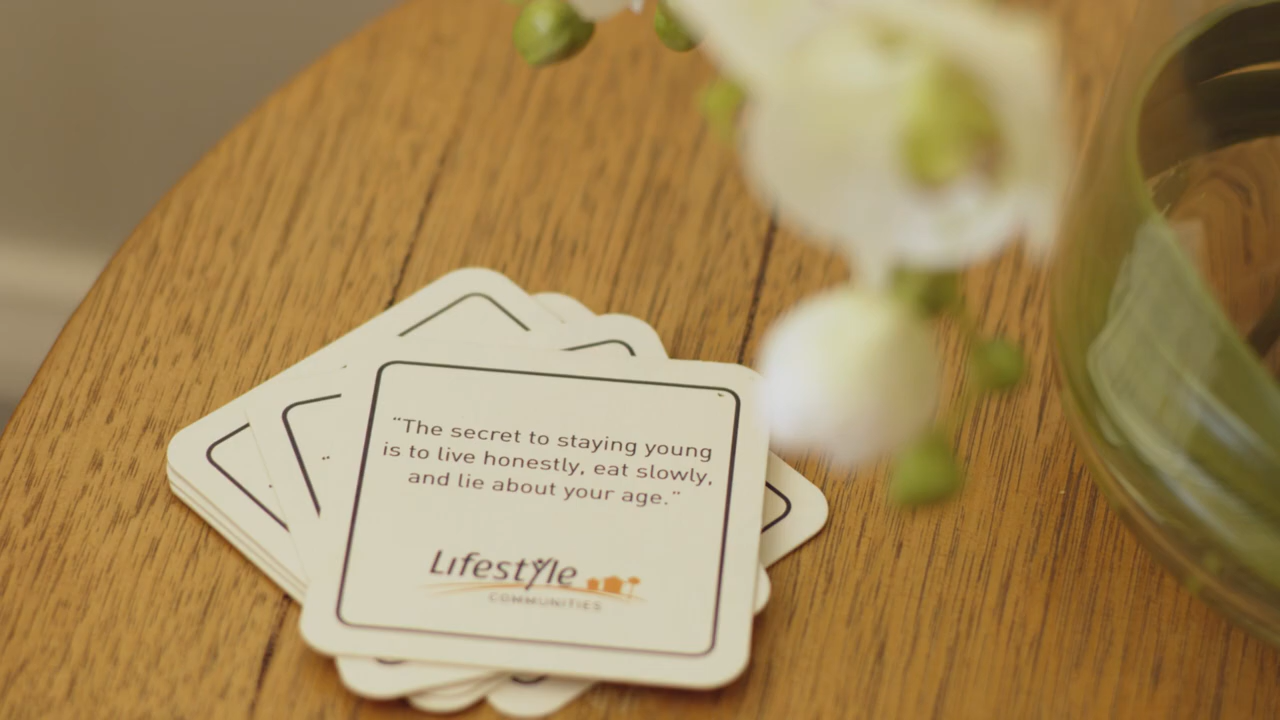 “The secret to staying young
is to live honestly, eat slowly,
and lie about your age.”
Lifestyle
COMMUNITIES